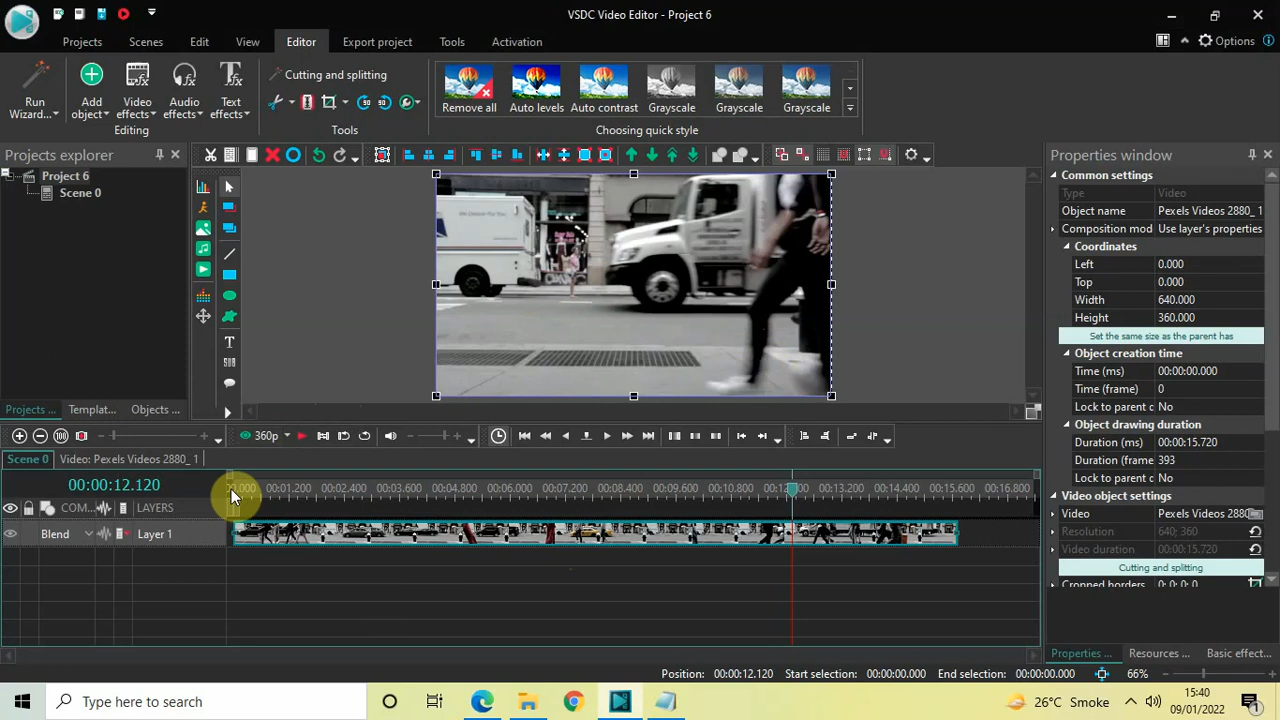 VSDC Video Editor - Project 6
Projects Scenes Edit View Editor Export project Tools Activation
Options
Run Wizard...
Add object
Video effects
Audio effects
Text effects
Editing
Cutting and splitting
Tools
Remove all
Auto levels
Auto contrast
Grayscale
Grayscale
Grayscale
Choosing quick style
Projects explorer
Project 6
Scene 0
Projects ... Templat... Objects ...
Properties window
Common settings
Type Video
Object name Pexels Videos 2880_ 1
Composition mod Use layer's properties
Coordinates
Left 0.000
Top 0.000
Width 640.000
Height 360.000
Set the same size as the parent has
Object creation time
Time (ms) 00:00:00.000
Time (frame) 0
Lock to parent c No
Object drawing duration
Duration (ms) 00:00:15.720
Duration (frame 393
Lock to parent c No
Video object settings
Video Pexels Videos 2880
Resolution 640; 360
Video duration 00:00:15.720
Cutting and splitting
Cropped borders 0; 0; 0; 0
Properties ... Resources ... Basic effect...
360p
Scene 0 Video: Pexels Videos 2880_ 1
00:00:12.120
.000 00:01.200 00:02.400 00:03.600 00:04.800 00:06.000 00:07.200 00:08.400 00:09.600 00:10.800 00:13.200 00:14.400 00:15.600 00:16.800
COM... LAYERS
Blend Layer 1
Position: 00:00:12.120 Start selection: 00:00:00.000 End selection: 00:00:00.000 66%
Type here to search
26°C Smoke
15:40
09/01/2022
1